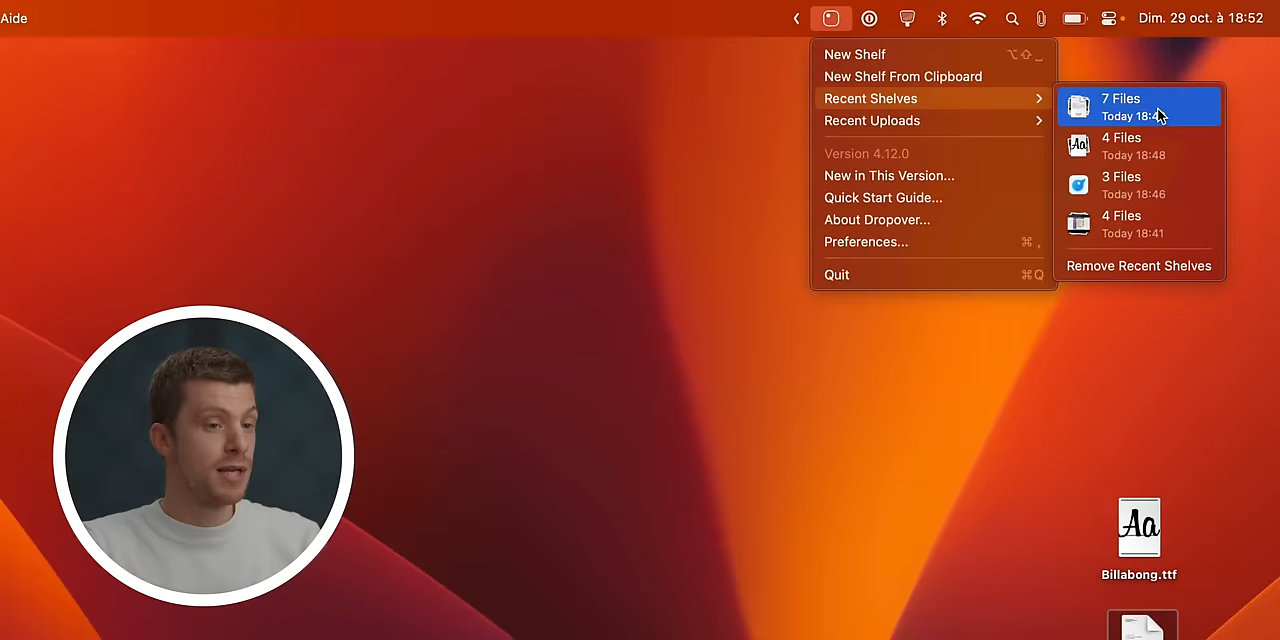 Aide
Dim. 29 oct. à 18:52
New Shelf
New Shelf From Clipboard
Recent Shelves
Recent Uploads
Version 4.12.0
New in This Version...
Quick Start Guide...
About Dropover...
Preferences... ⌘ ,
Quit ⌘Q
7 Files
Today
4 Files
Today 18:48
3 Files
Today 18:46
4 Files
Today 18:41
Remove Recent Shelves
Aa
Aa
Billabong.ttf